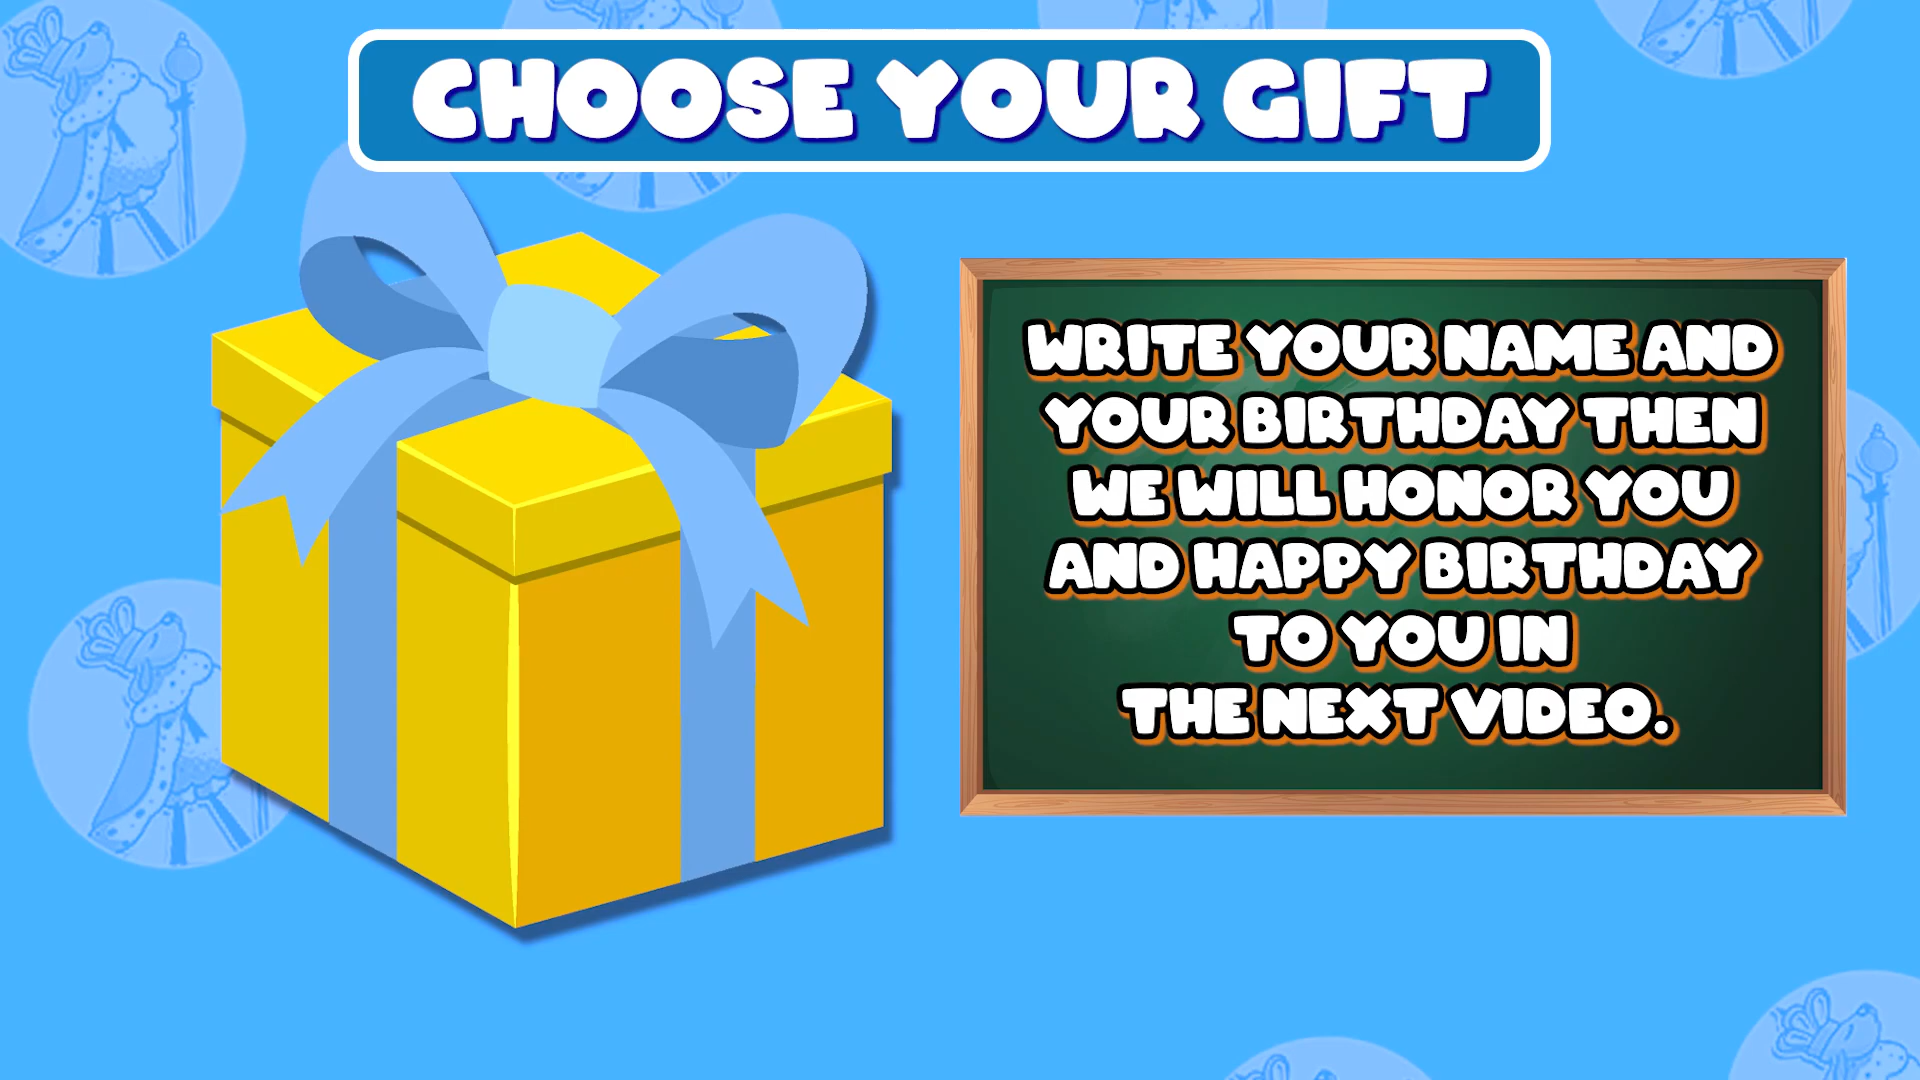 CHOOSE YOUR GIFT
WRITE YOUR NAME AND
YOUR BIRTHDAY THEN
WE WILL HONOR YOU
AND HAPPY BIRTHDAY
TO YOU IN
THE NEXT VIDEO.